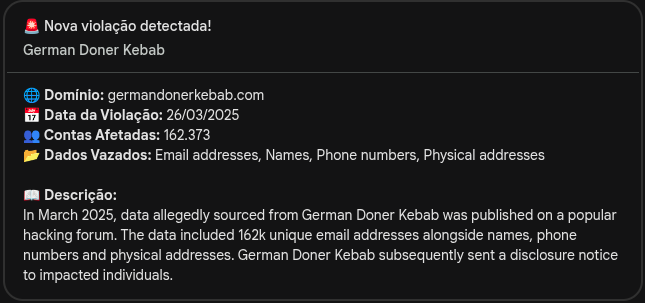 🚨 Nova violação detectada!
German Doner Kebab
🌐 Domínio: germandonerkebab.com
📅 Data da Violação: 26/03/2025
👥 Contas Afetadas: 162.373
📂 Dados Vazados: Email addresses, Names, Phone numbers, Physical addresses
📖 Descrição:
In March 2025, data allegedly sourced from German Doner Kebab was published on a popular
hacking forum. The data included 162k unique email addresses alongside names, phone
numbers and physical addresses. German Doner Kebab subsequently sent a disclosure notice
to impacted individuals.